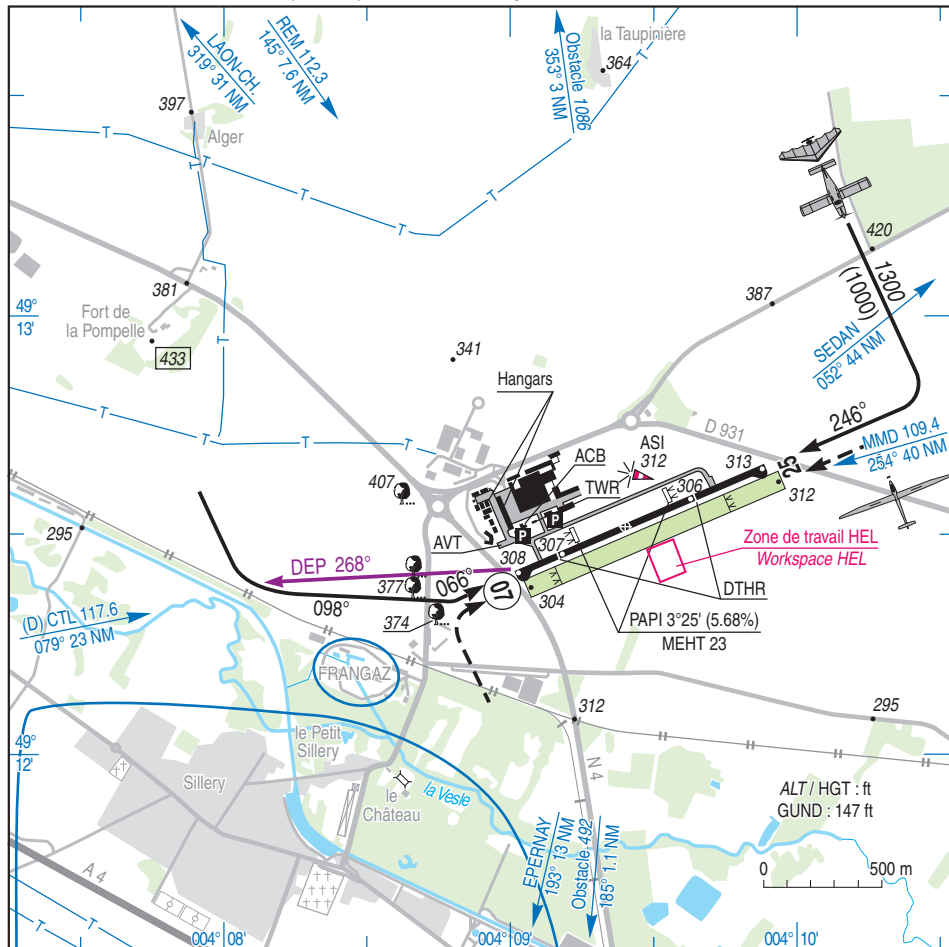 LAON-CH.
319° 31 NM
REM 112.3
145° 7.6 NM
Obstacle 1086
353° 3 NM
la Taupinière
364
397
Alger
T
T
T
T
T
T
T
T
T
420
1300
(1000)
381
387
49°
13'
Fort de
la Pompelle
433
341
SEDAN
052° 44 NM
Hangars
246°
D 931
MMD 109.4
254° 40 NM
ACB
ASI
312
TWR
313
25
407
306
312
P
P
AVT
308
307
295
Zone de travail HEL
Workspace HEL
DEP 268°
377
066°
07
304
DTHR
098°
374
PAPI 3°25' (5.68%)
MEHT 23
(D) CTL 117.6
079° 23 NM
FRANGAZ
312
295
le Petit
Sillery
49°
12'
Sillery
N 4
le
Château
la Vesle
ALT / HGT : ft
GUND : 147 ft
EPERNAY
193° 13 NM
Obstacle 492
185° 1.1 NM
0
500 m
A 4
004° 08'
004° 09'
004° 10'